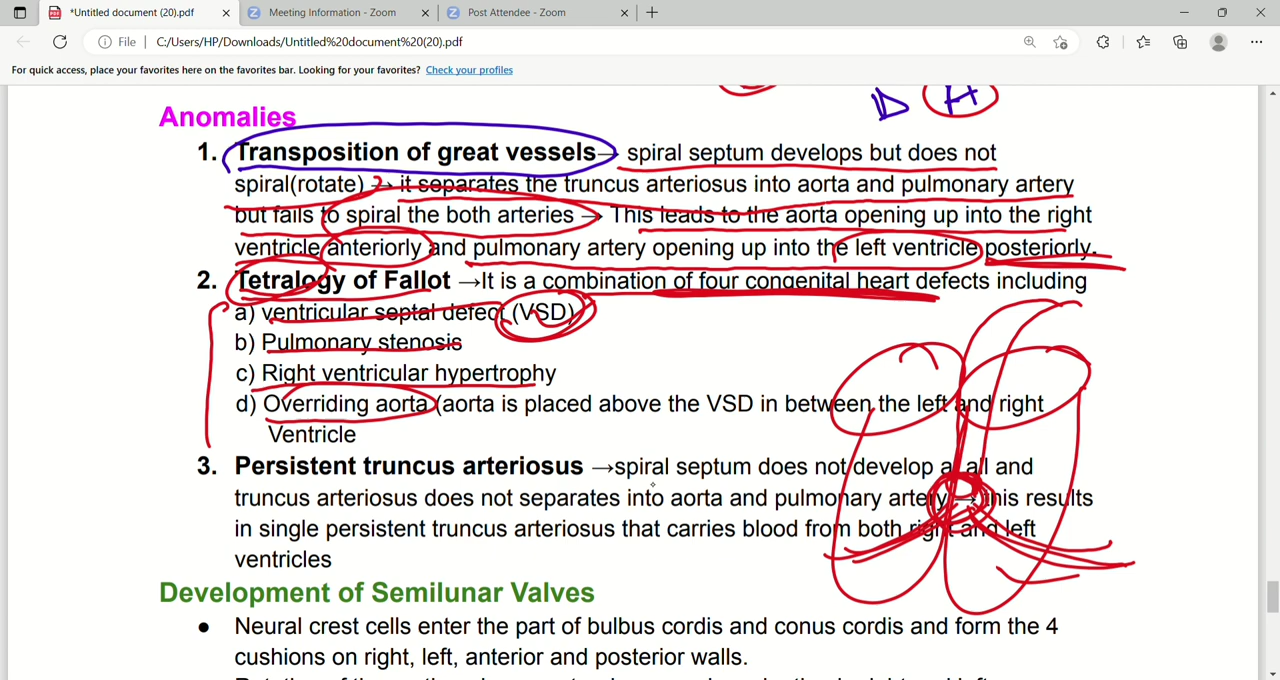 *Untitled document (20).pdf
Meeting Information - Zoom
Post Attendee - Zoom
File
C:/Users/HP/Downloads/Untitled%20document%20(20).pdf
For quick access, place your favorites here on the favorites bar. Looking for your favorites? Check your profiles
D H
Anomalies
1. Transposition of great vessels→ spiral septum develops but does not
spiral(rotate) → it separates the truncus arteriosus into aorta and pulmonary artery
but fails to spiral the both arteries → This leads to the aorta opening up into the right
ventricle anteriorly and pulmonary artery opening up into the left ventricle posteriorly.
2. Tetralogy of Fallot →It is a combination of four congenital heart defects including
a) ventricular septal defect (VSD)
b) Pulmonary stenosis
c) Right ventricular hypertrophy
d) Overriding aorta (aorta is placed above the VSD in between the left and right
Ventricle
3. Persistent truncus arteriosus →spiral septum does not develop at all and
truncus arteriosus does not separates into aorta and pulmonary artery → this results
in single persistent truncus arteriosus that carries blood from both right and left
ventricles
Development of Semilunar Valves
● Neural crest cells enter the part of bulbus cordis and conus cordis and form the 4
cushions on right, left, anterior and posterior walls.